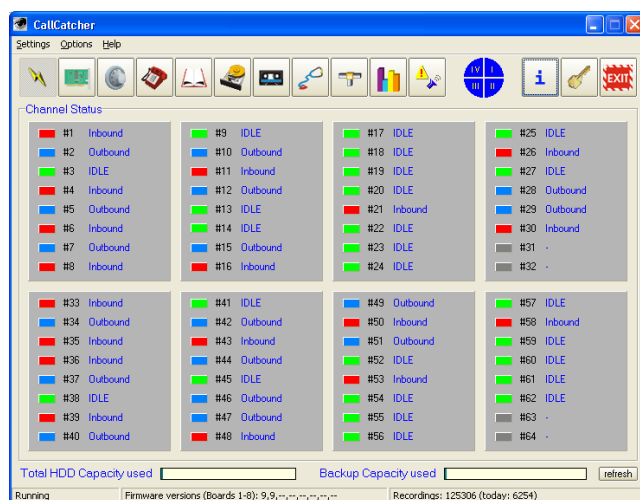 CallCatcher
Settings Options Help
IV I
III II
i
EXIT
Channel Status
#1 Inbound
#2 Outbound
#3 IDLE
#4 Inbound
#5 Outbound
#6 Inbound
#7 Outbound
#8 Inbound
#9 IDLE
#10 Outbound
#11 Inbound
#12 Outbound
#13 IDLE
#14 IDLE
#15 Outbound
#16 Inbound
#17 IDLE
#18 IDLE
#19 IDLE
#20 IDLE
#21 Inbound
#22 IDLE
#23 IDLE
#24 IDLE
#25 IDLE
#26 Inbound
#27 IDLE
#28 Outbound
#29 Outbound
#30 Inbound
#31 -
#32 -
#33 Inbound
#34 Outbound
#35 Inbound
#36 Inbound
#37 Outbound
#38 IDLE
#39 Inbound
#40 Outbound
#41 IDLE
#42 Outbound
#43 Inbound
#44 Outbound
#45 IDLE
#46 Outbound
#47 Outbound
#48 Inbound
#49 Outbound
#50 Inbound
#51 Outbound
#52 IDLE
#53 Inbound
#54 IDLE
#55 IDLE
#56 IDLE
#57 IDLE
#58 Inbound
#59 IDLE
#60 IDLE
#61 IDLE
#62 IDLE
#63 -
#64 -
Total HDD Capacity used Backup Capacity used refresh
Running Firmware versions (Boards 1-8): 9,9,--,--,--,--,--,-- Recordings: 125306 (today: 6254)